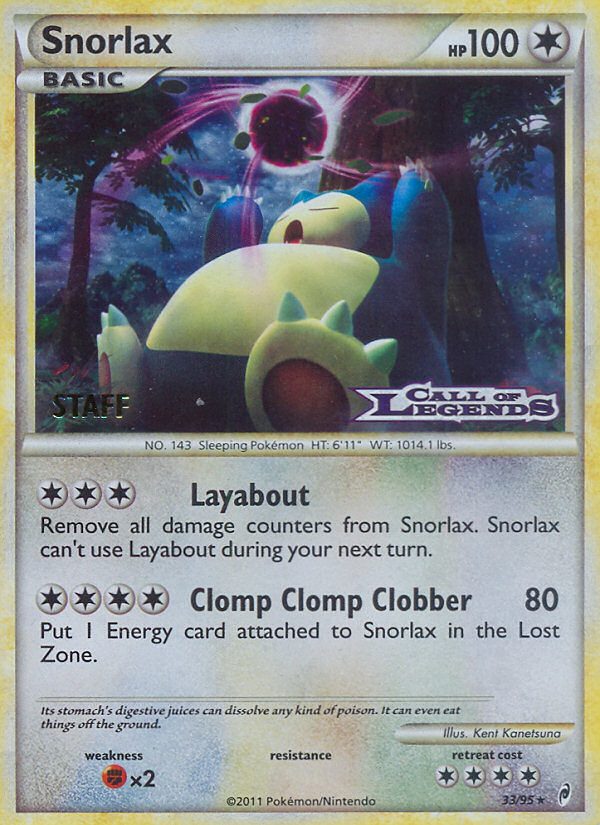 Snorlax
HP100
BASIC
STAFF
CALL OF
LEGENDS
NO. 143 Sleeping Pokémon HT: 6'11" WT: 1014.1 lbs.
Layabout
Remove all damage counters from Snorlax. Snorlax
can't use Layabout during your next turn.
Clomp Clomp Clobber 80
Put 1 Energy card attached to Snorlax in the Lost
Zone.
Its stomach's digestive juices can dissolve any kind of poison. It can even eat
things off the ground.
Illus. Kent Kanetsuna
weakness resistance retreat cost
×2
33/95
©2011 Pokémon/Nintendo